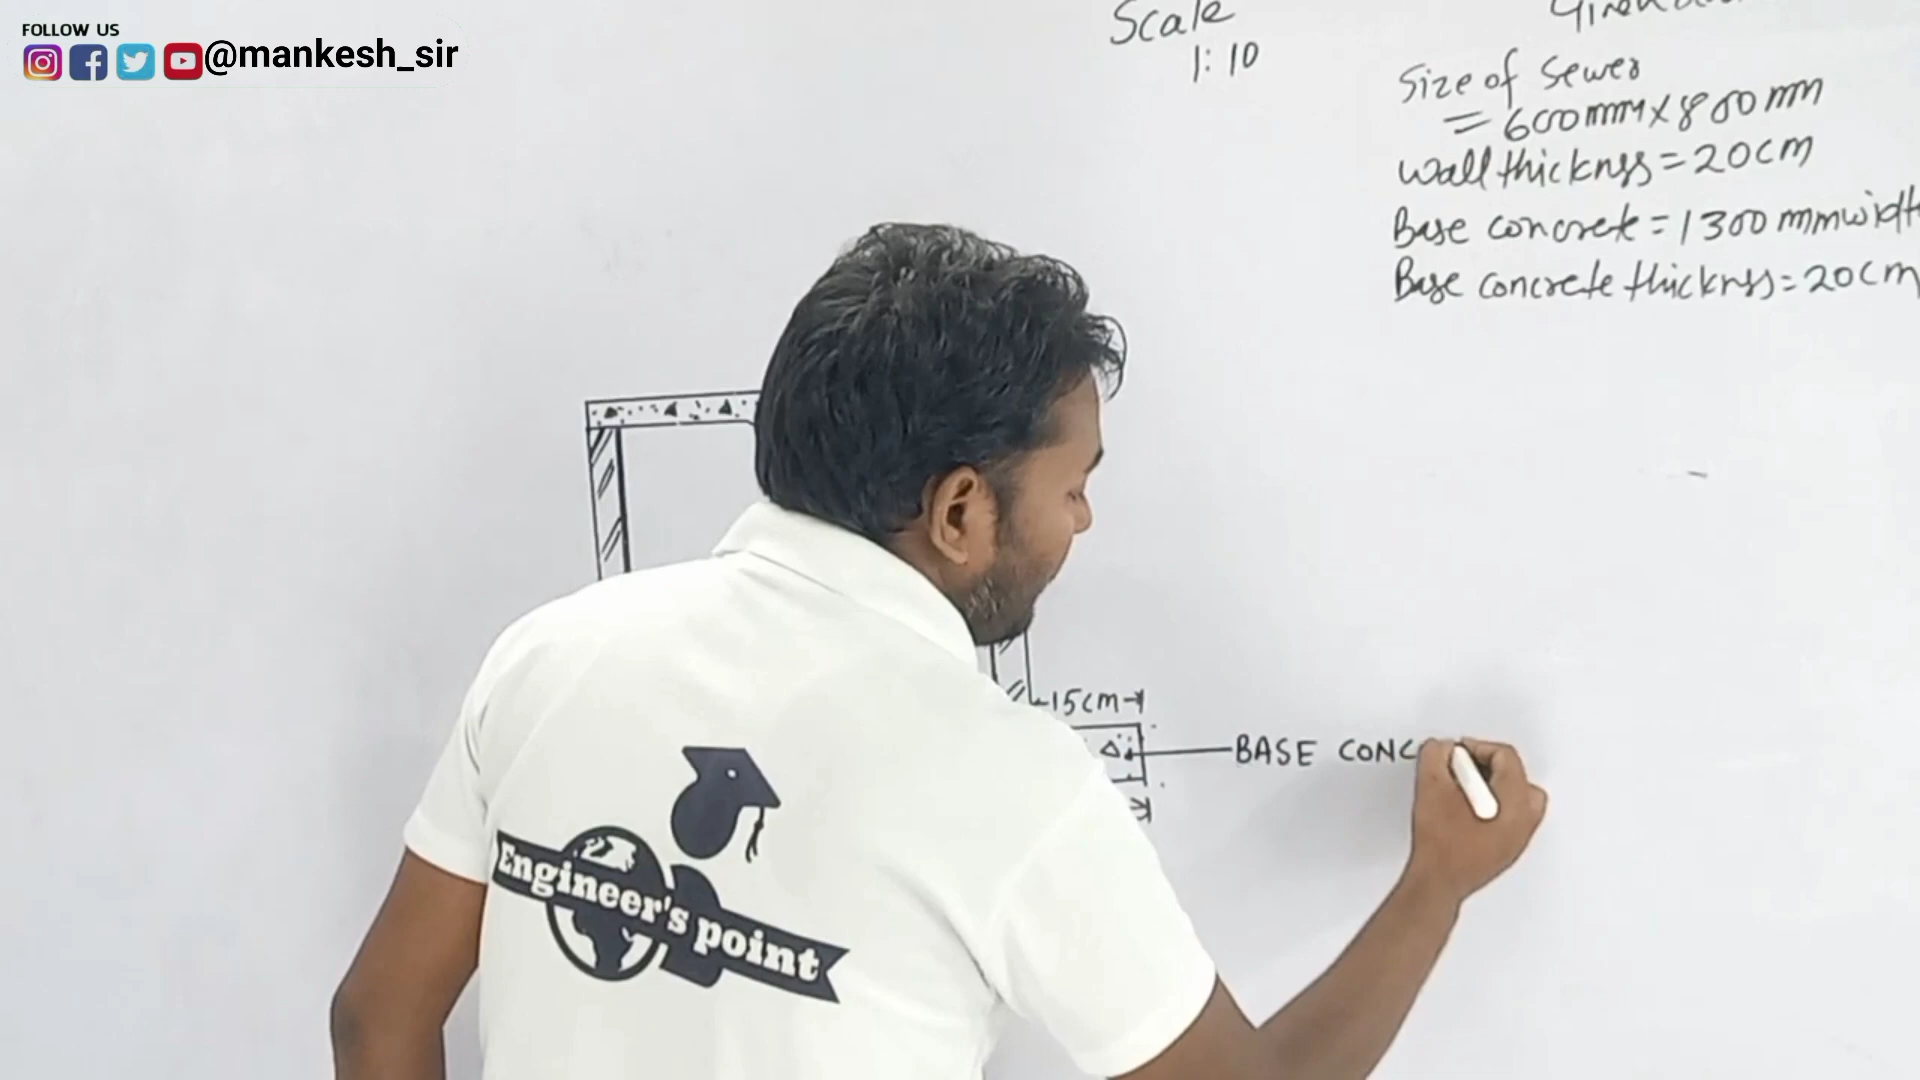 FOLLOW US
@mankesh_sir
Scale
1:10
Size of Sewer
= 600mm x 800mm
Wall thickness = 20cm
Base concrete = 1300 mm width
Base concrete thickness = 20cm
15cm
BASE CONC
Engineer's point